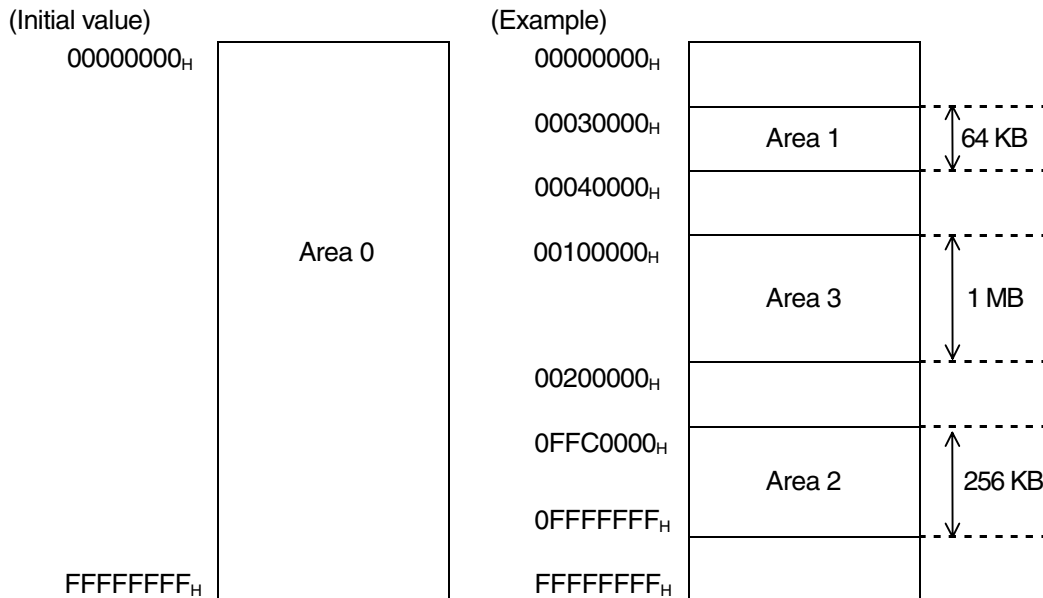 (Initial value)
00000000H
Area 0
FFFFFFFFH
(Example)
00000000H
00030000H
Area 1
64 KB
00040000H
00100000H
Area 3
1 MB
00200000H
0FFC0000H
Area 2
256 KB
0FFFFFFFH
FFFFFFFFH